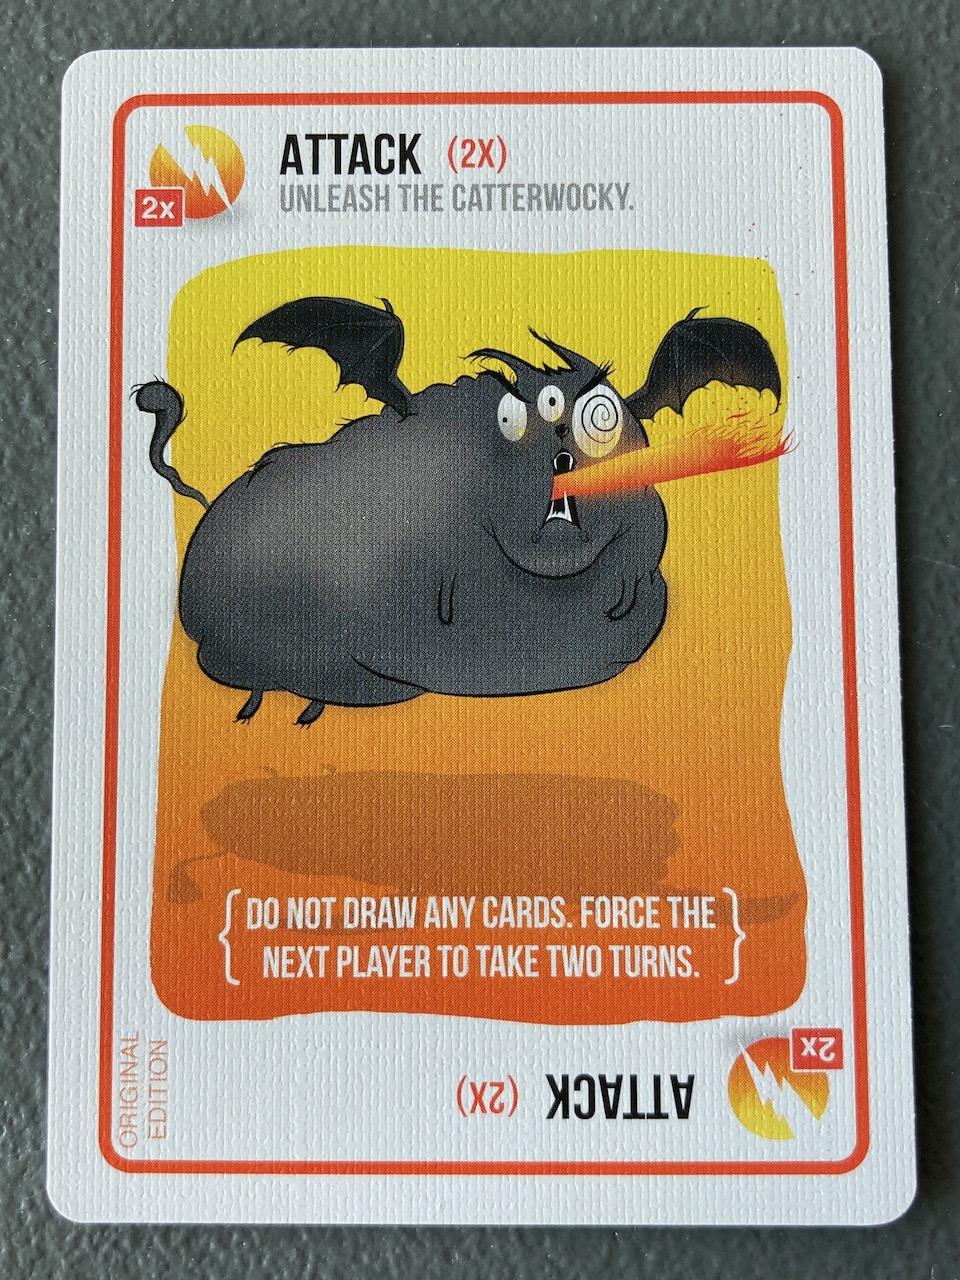 2x
ATTACK (2X)
UNLEASH THE CATTERWOCKY.
DO NOT DRAW ANY CARDS. FORCE THE
NEXT PLAYER TO TAKE TWO TURNS.
ORIGINAL
EDITION
2x
ATTACK (2X)